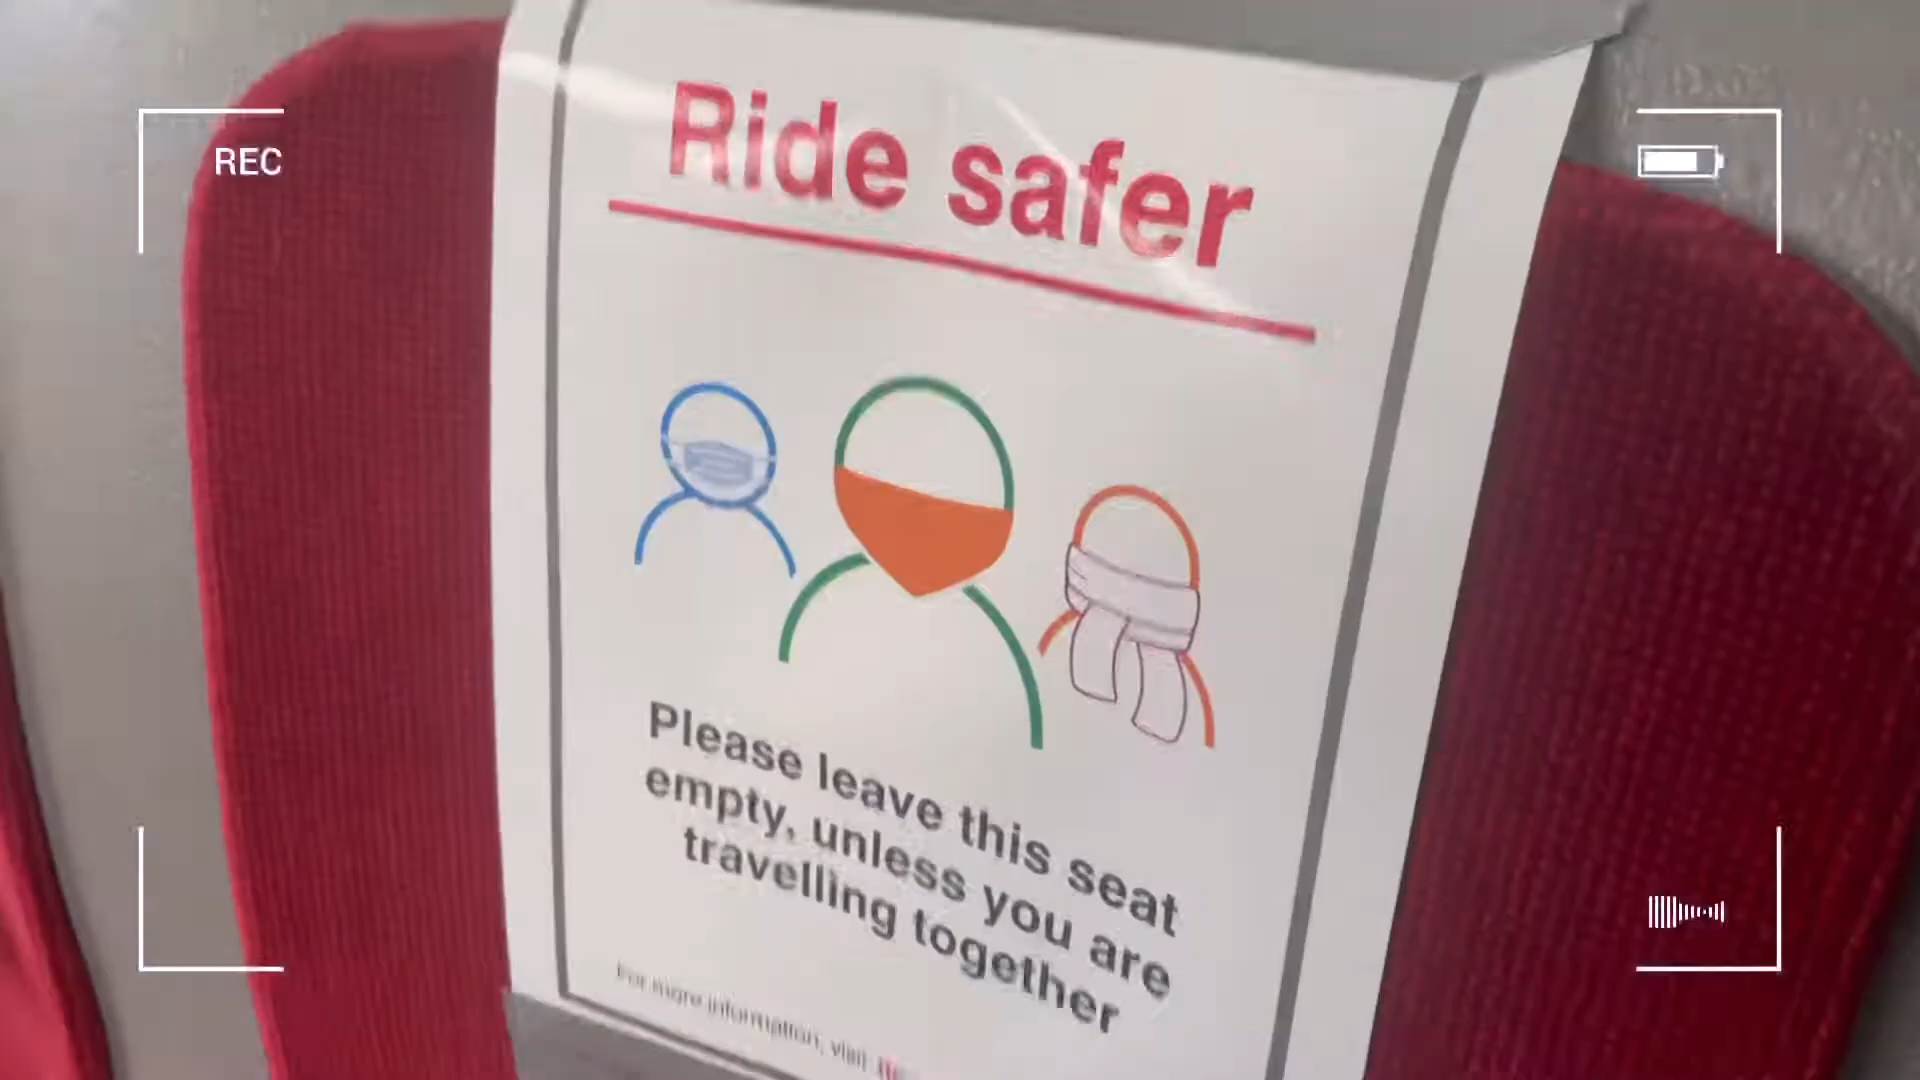 REC
Ride safer
Please leave this seat
empty, unless you are
travelling together
For more information, visit